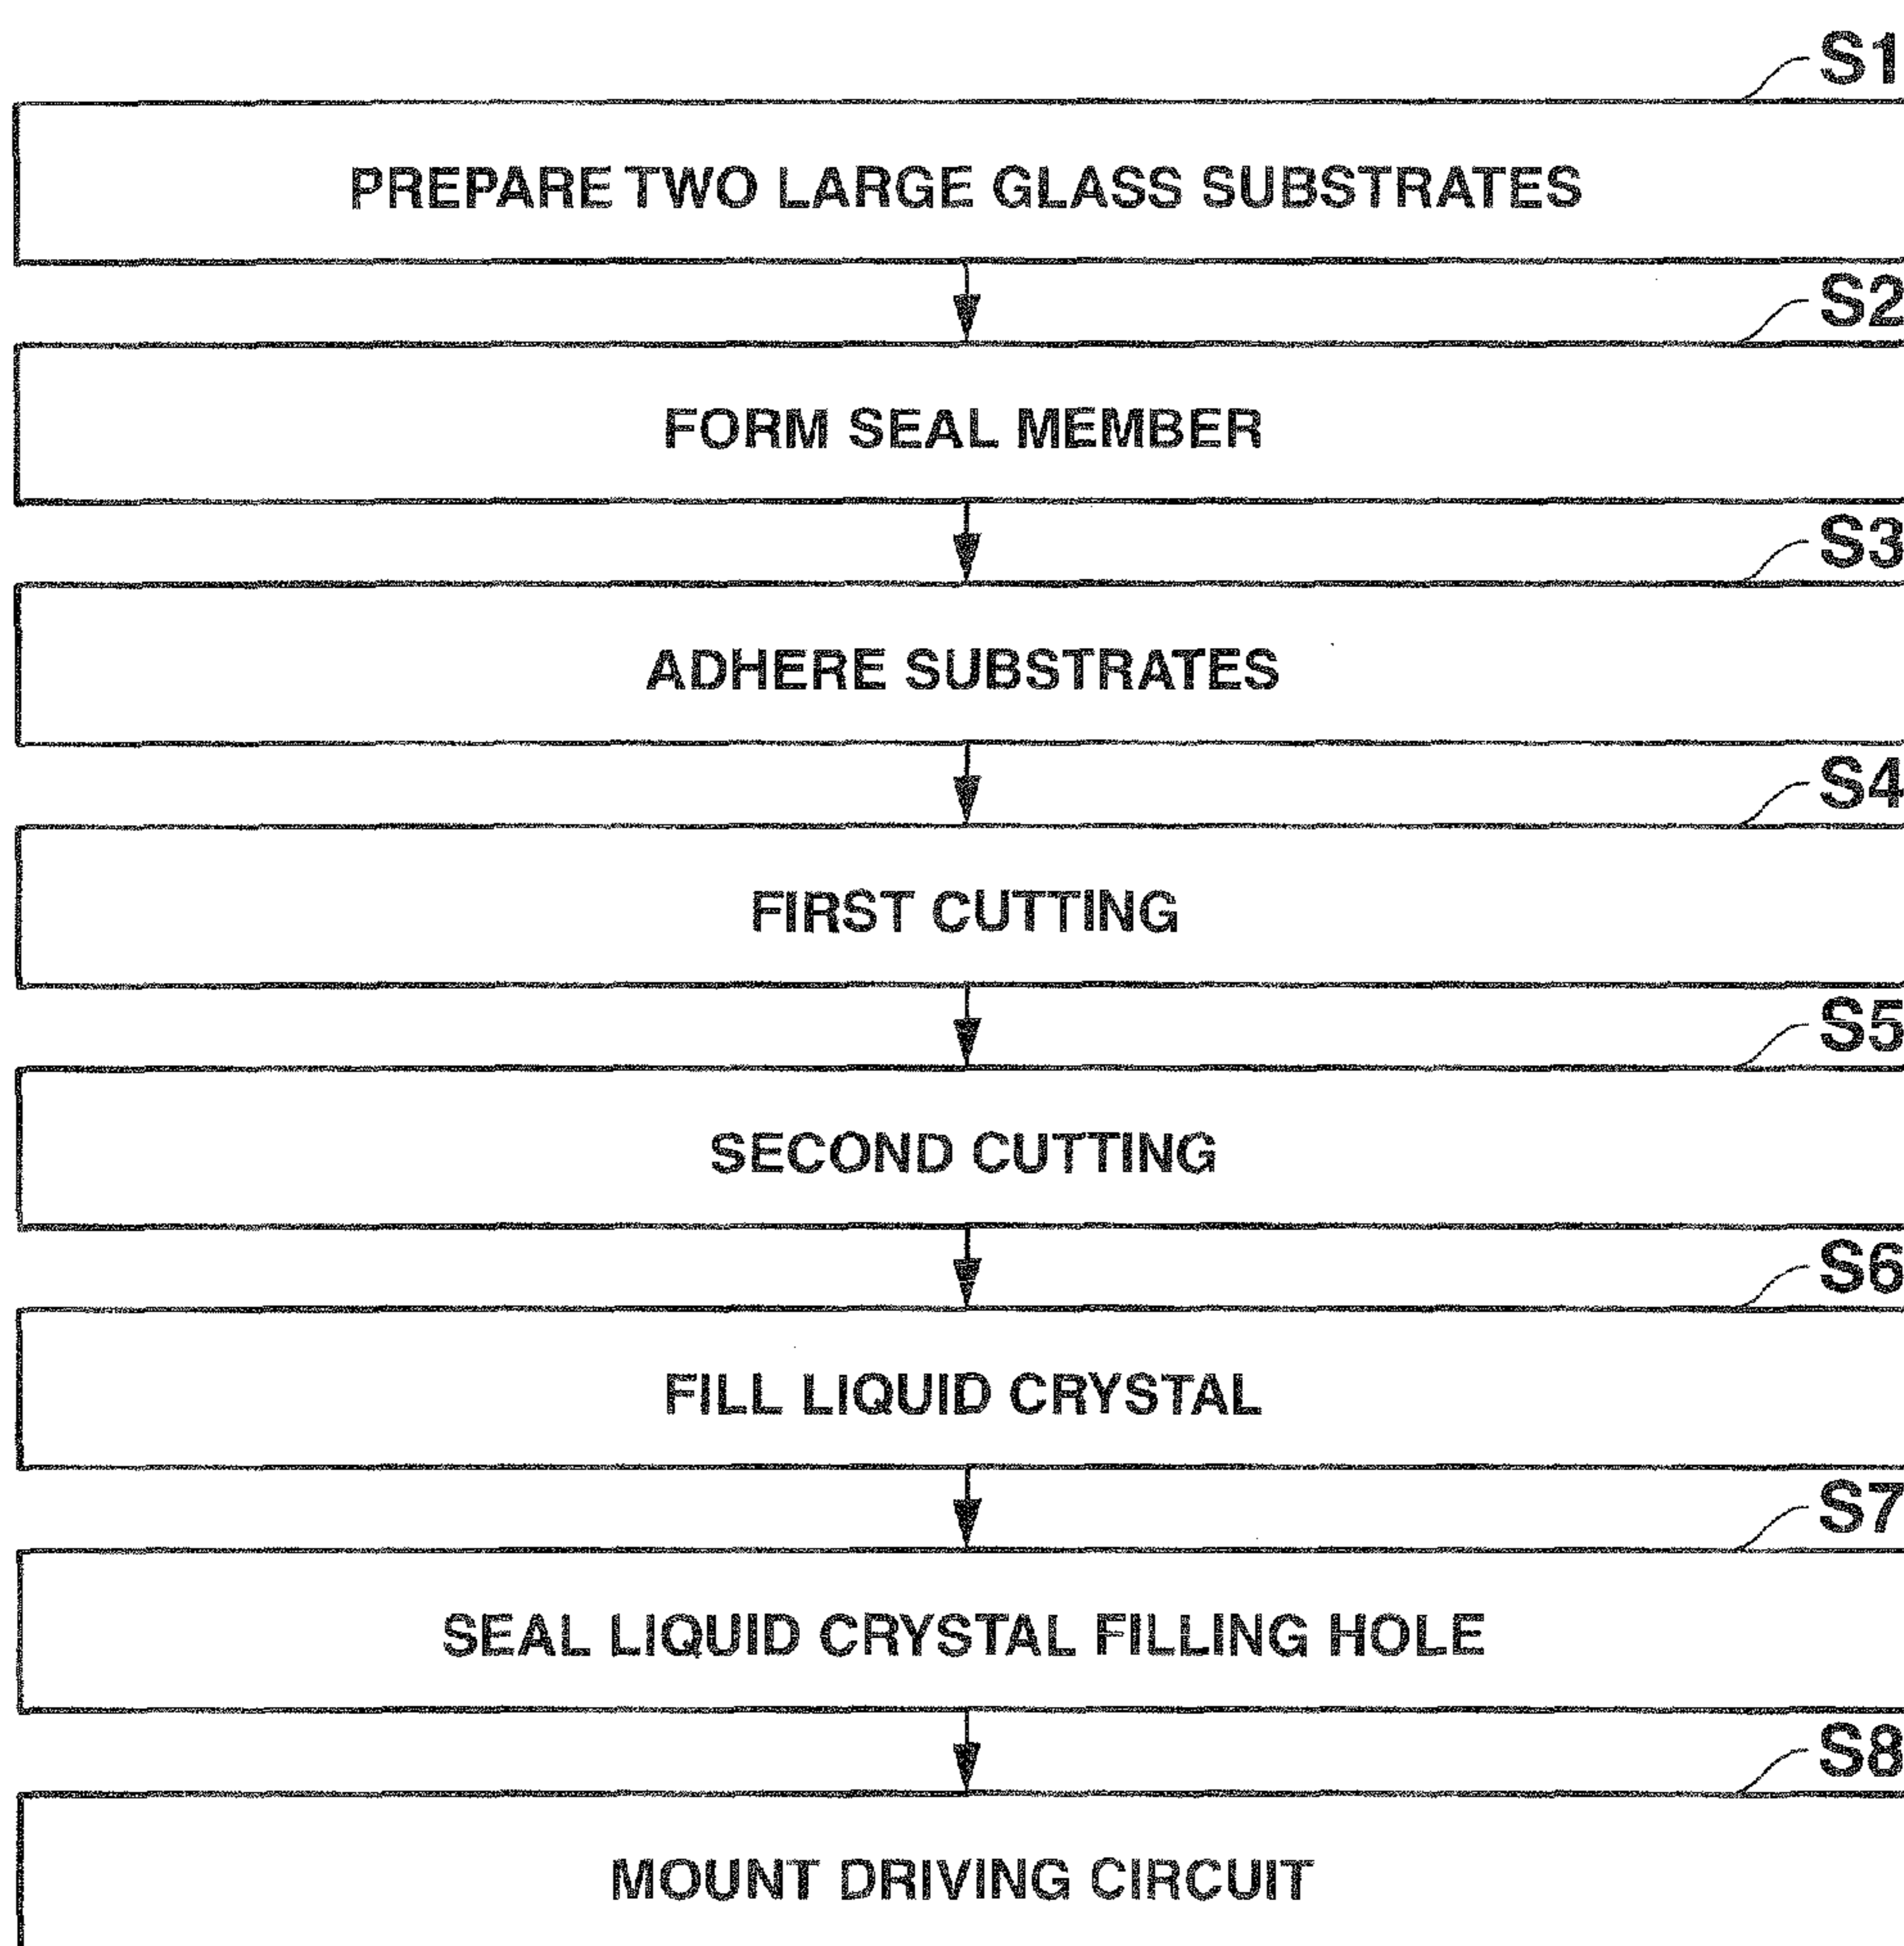 S1
PREPARE TWO LARGE GLASS SUBSTRATES
S2
FORM SEAL MEMBER
S3
ADHERE SUBSTRATES
S4
FIRST CUTTING
S5
SECOND CUTTING
S6
FILL LIQUID CRYSTAL
S7
SEAL LIQUID CRYSTAL FILLING HOLE
S8
MOUNT DRIVING CIRCUIT